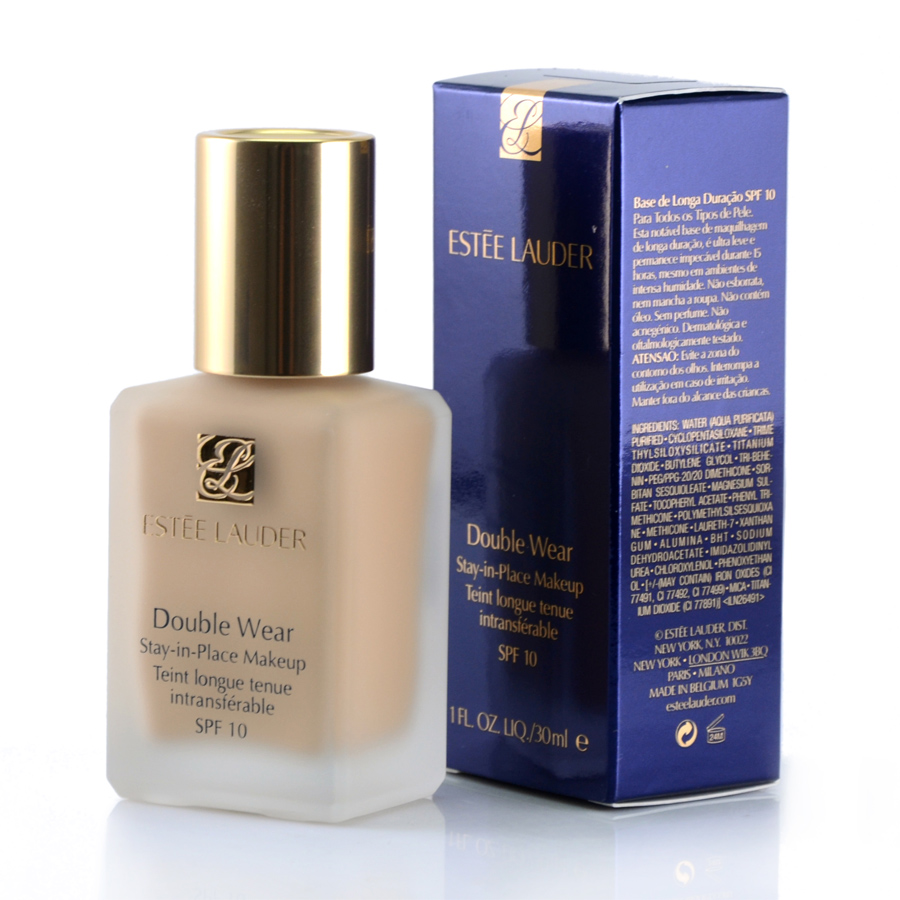 ESTĒE LAUDER
Double Wear
Stay-in-Place Makeup
Teint longue tenue
intransférable
SPF 10
ESTĒE LAUDER
Double Wear
Stay-in-Place Makeup
Teint longue tenue
intransférable
SPF 10
1 FL. OZ. LIQ./30ml e
Base de Longa Duração SPF 10
Para Todos os Tipos de Pele.
Esta notável base de maquilhagem
de longa duração, é ultra leve e
permanece impecável durante 15
horas, mesmo em ambientes de
intensa humidade. Não esborrata,
nem mancha a roupa. Não contém
óleo. Sem perfume. Não
acnegénico. Dermatológica e
oftalmologicamente testado.
ATENSAO: Evite a zona do
contorno dos olhos. Interrompa a
utilização em caso de irritação.
Manter fora do alcance das crianças.
INGREDIENTS: WATER (AQUA PURIFICATA)
PURIFIED • CYCLOPENTASILOXANE • TRIME
THYLSILOXYSILICATE • TITANIUM
DIOXIDE • BUTYLENE GLYCOL • TRI-BEHE-
NIN • PEG/PPG-20/20 DIMETHICONE • SOR-
BITAN SESQUIOLEATE • MAGNESIUM SUL-
FATE • TOCOPHERYL ACETATE • PHENYL TRI-
METHICONE • POLYMETHYLSILSESQUIOXA
NE • METHICONE • LAURETH-7 • XANTHAN
GUM • ALUMINA • BHT • SODIUM
DEHYDROACETATE • IMIDAZOLIDINYL
UREA • CHLOROXYLENOL • PHENOXYETHAN
OL • [+/-(MAY CONTAIN) IRON OXIDES (CI
77491, CI 77492, CI 77499) • MICA • TITAN-
IUM DIOXIDE (CI 77891)] <ILN26491>
© ESTĒE LAUDER, DIST.
NEW YORK, N.Y. 10022
NEW YORK • LONDON W1K 3BQ
PARIS • MILANO
MADE IN BELGIUM 1G5Y
esteelauder.com
24M